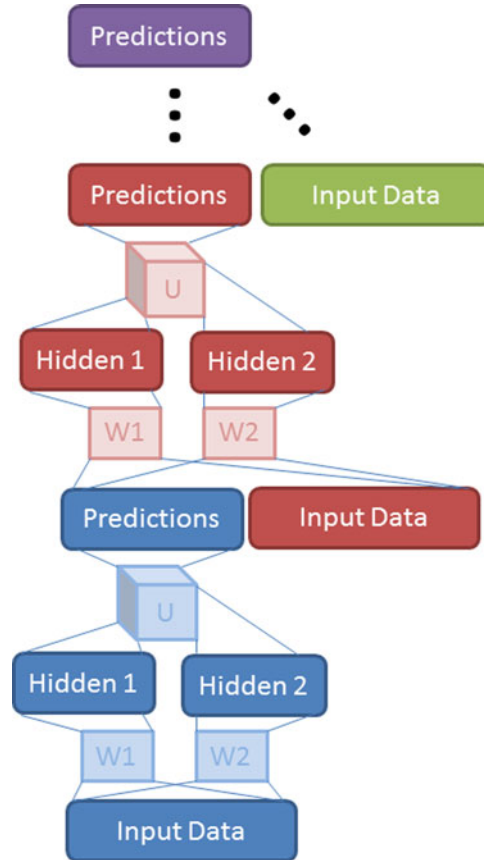 Predictions
Predictions
Input Data
U
Hidden 1
Hidden 2
W1
W2
Predictions
Input Data
U
Hidden 1
Hidden 2
W1
W2
Input Data